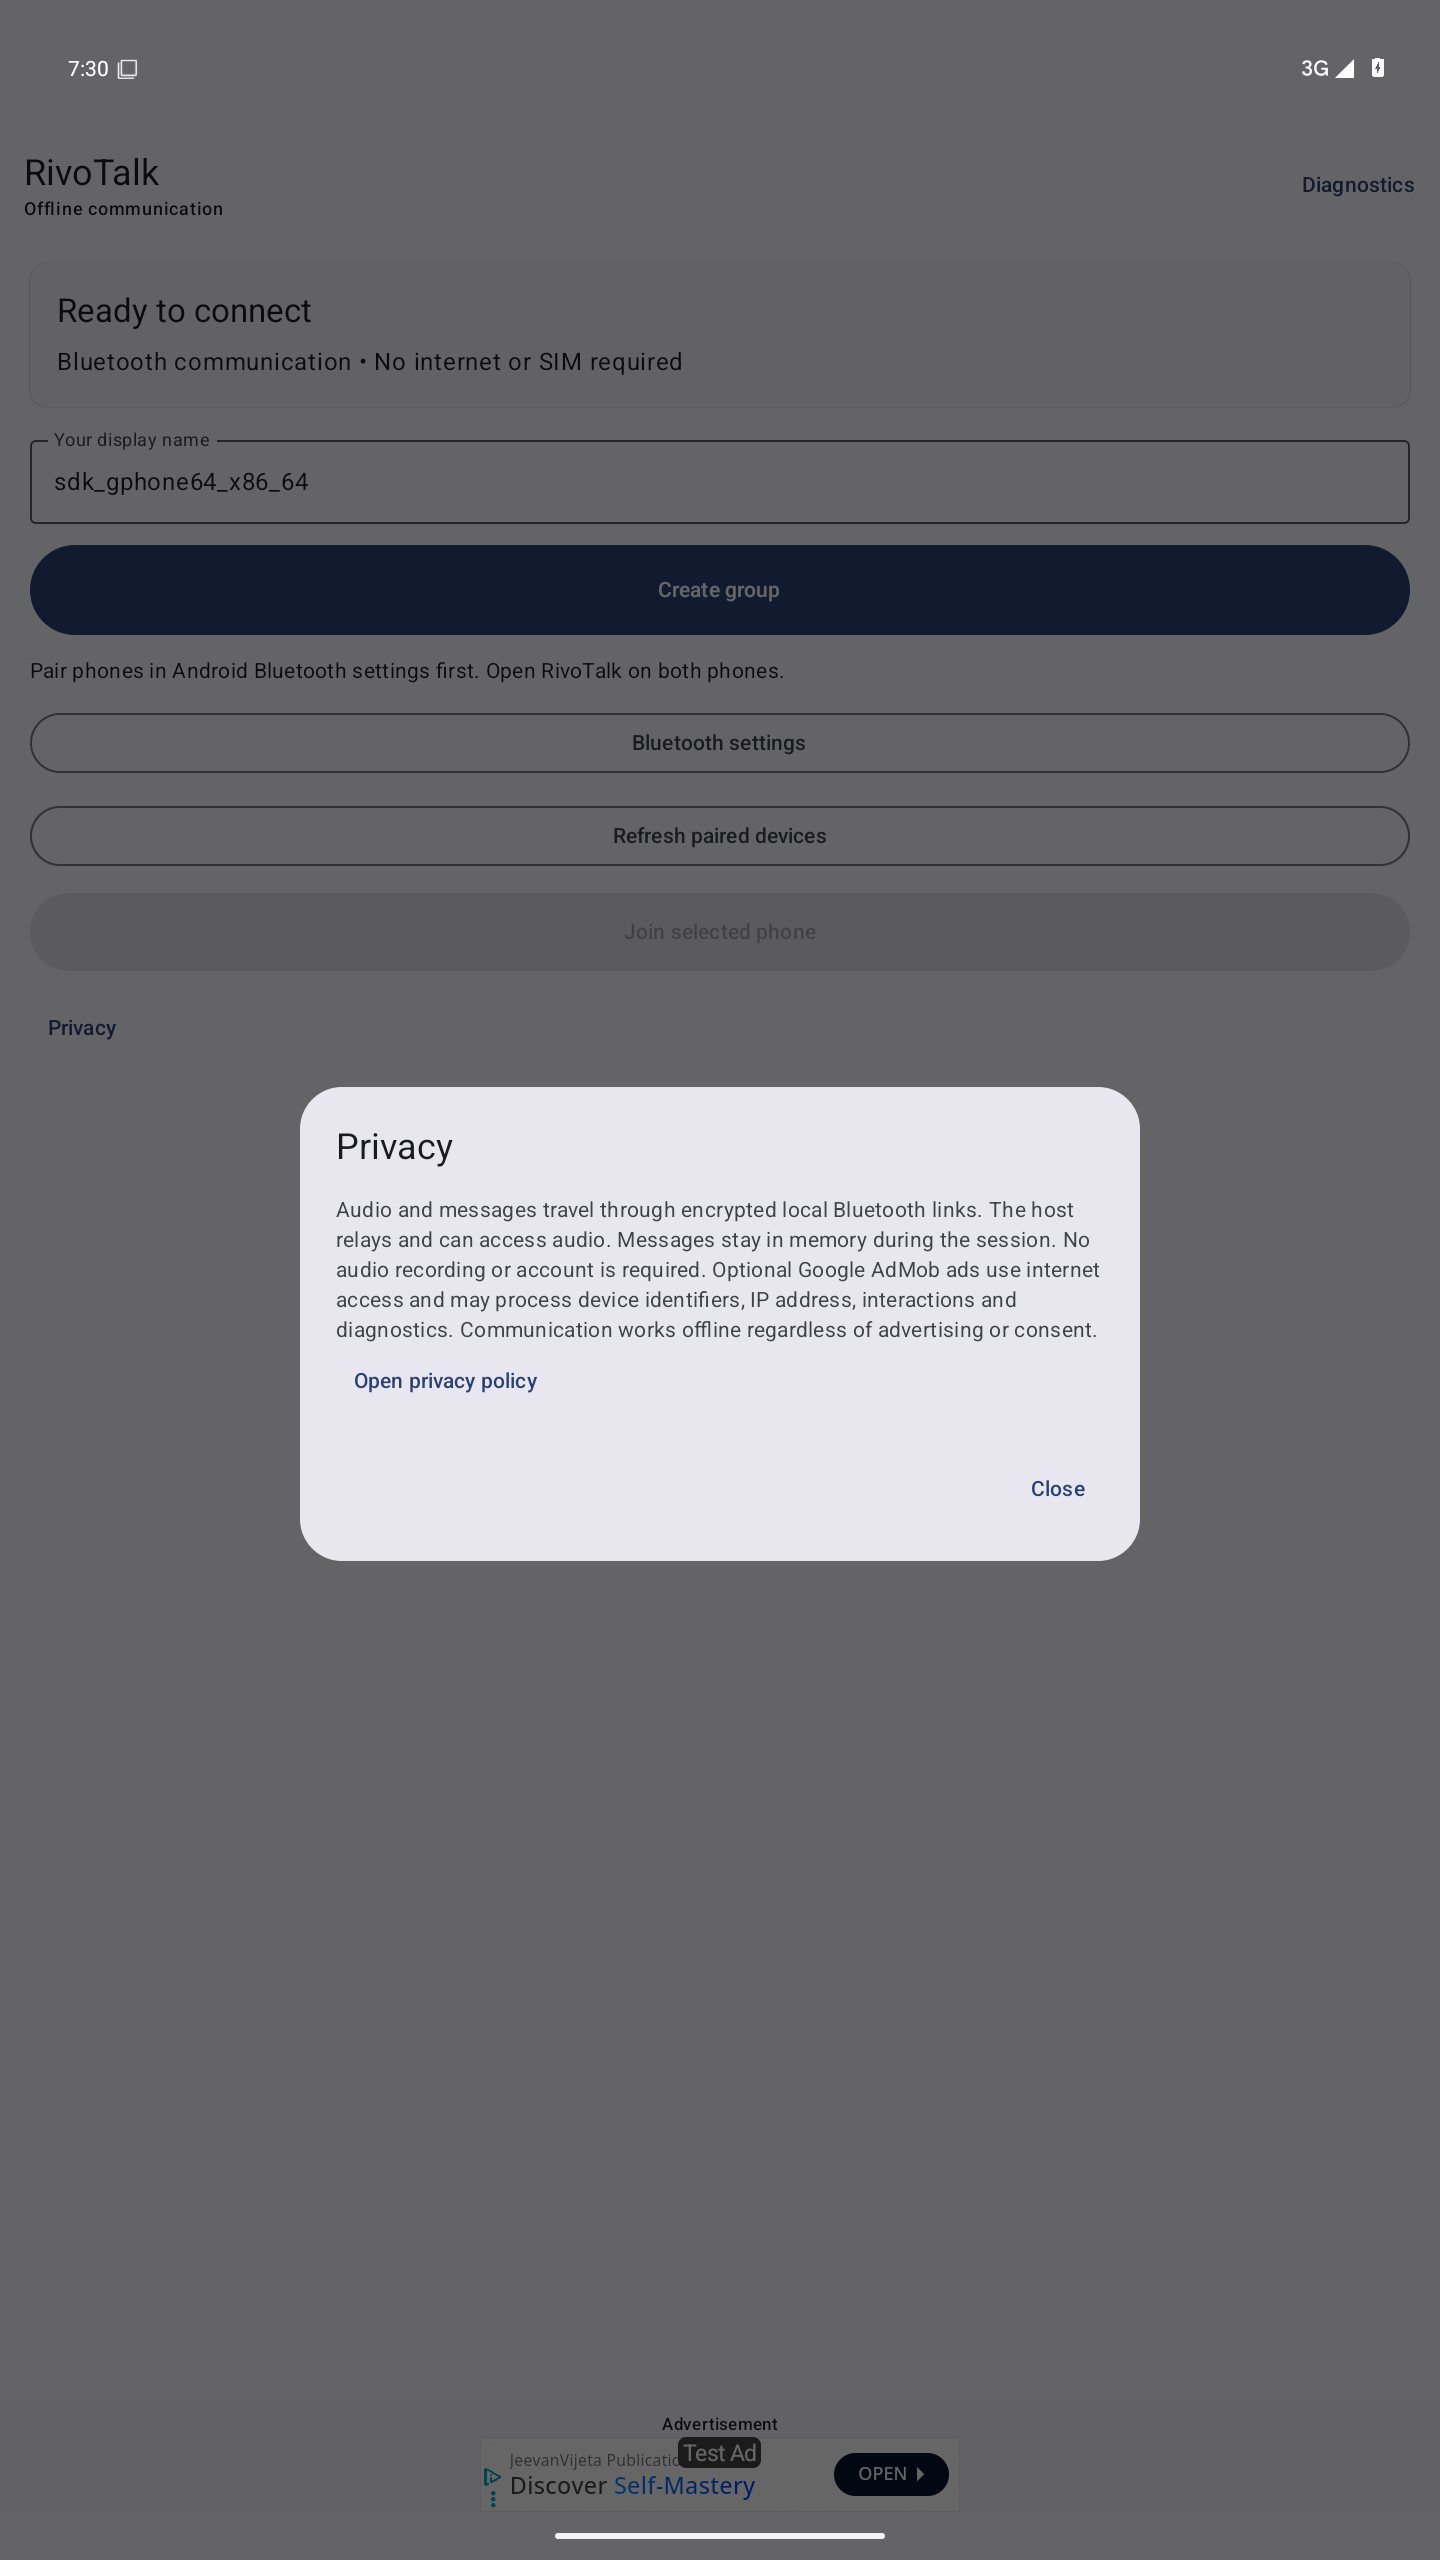 7:30
3G
RivoTalk
Offline communication
Diagnostics
Ready to connect
Bluetooth communication • No internet or SIM required
Your display name
sdk_gphone64_x86_64
Create group
Pair phones in Android Bluetooth settings first. Open RivoTalk on both phones.
Bluetooth settings
Refresh paired devices
Join selected phone
Privacy
Privacy
Audio and messages travel through encrypted local Bluetooth links. The host
relays and can access audio. Messages stay in memory during the session. No
audio recording or account is required. Optional Google AdMob ads use internet
access and may process device identifiers, IP address, interactions and
diagnostics. Communication works offline regardless of advertising or consent.
Open privacy policy
Close
Advertisement
JeevanVijeta
Test Ad
Discover Self-Mastery
OPEN